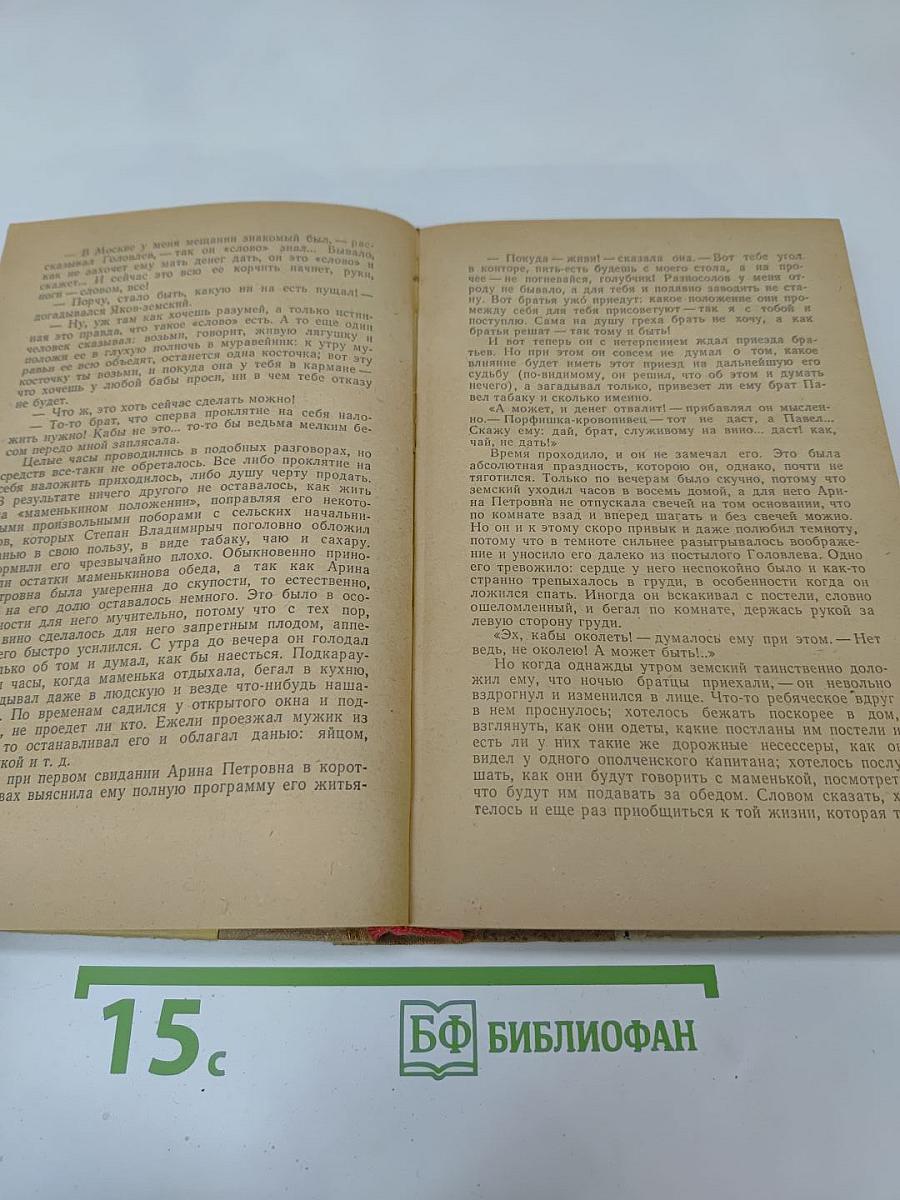 — В Москве у меня мещанин знакомый был, — рас-
сказывал Головлев, — так он «слово» знал... Бывало,
как не захочет ему мать денег дать, он это «слово» и
скажет... И сейчас это всю ее корчить начнет, руки,
ноги — словом, все!
— Порчу, стало быть, какую ни на есть пущал! —
догадывался Яков-земский.
— Ну, уж там как хочешь разумей, а только истин-
ная это правда, что такое «слово» есть. А то еще один
человек сказывал: возьми, говорит, живую лягушку и
положи ее в глухую полночь в муравейник: к утру му-
равьи ее всю объедят, останется одна косточка; вот эту
косточку ты возьми, и покуда она у тебя в кармане —
что хочешь у любой бабы проси, ни в чем тебе отказу
не будет.
— Что ж, это хоть сейчас сделать можно!
— То-то брат, что сперва проклятие на себя нало-
жить нужно! Кабы не это... то-то бы ведьма мелким бе-
сом передо мной заплясала.
Целые часы проводились в подобных разговорах, но
средств все-таки не обреталось. Все либо проклятие на
себя наложить приходилось, либо душу черту продать.
В результате ничего другого не оставалось, как жить
а «маменькином положении», поправляя его некото-
ыми произвольными поборами с сельских начальни-
ов, которых Степан Владимирыч поголовно обложил
анью в свою пользу, в виде табаку, чаю и сахару.
ормили его чрезвычайно плохо. Обыкновенно прино-
ли остатки маменькинова обеда, а так как Арина
тровна была умеренна до скупости, то естественно,
на его долю оставалось немного. Это было в осо-
ности для него мучительно, потому что с тех пор,
вино сделалось для него запретным плодом, аппе-
его быстро усилился. С утра до вечера он голодал
лько об том и думал, как бы наесться. Подкарау-
и часы, когда маменька отдыхала, бегал в кухню,
дывал даже в людскую и везде что-нибудь наша-
. По временам садился у открытого окна и под-
, не проедет ли кто. Ежели проезжал мужик из
то останавливал его и облагал данью: яйцом,
кой и т. д.
при первом свидании Арина Петровна в корот-
вах выяснила ему полную программу его житья-
— Покуда — живи! — сказала она. — Вот тебе угол
в конторе, пить-есть будешь с моего стола, а на про-
чее — не погневайся, голубчик! Разносолов у меня от-
роду не бывало, а для тебя и подавно заводить не ста-
ну. Вот братья ужо́ приедут: какое положение они про-
между себя для тебя присоветуют — так я с тобой и
поступлю. Сама на душу греха брать не хочу, а как
братья решат — так тому и быть!
И вот теперь он с нетерпением ждал приезда бра-
тьев. Но при этом он совсем не думал о том, какое
влияние будет иметь этот приезд на дальнейшую его
судьбу (по-видимому, он решил, что об этом и думать
нечего), а загадывал только, привезет ли ему брат Па-
вел табаку и сколько именно.
«А может, и денег отвалит! — прибавлял он мыслен-
но. — Порфишка-кровопивец — тот не даст, а Павел...
Скажу ему: дай, брат, служивому на вино... даст! как,
чай, не дать!»
Время проходило, и он не замечал его. Это была
абсолютная праздность, которою он, однако, почти не
тяготился. Только по вечерам было скучно, потому что
земский уходил часов в восемь домой, а для него Ари-
на Петровна не отпускала свечей на том основании, что
по комнате взад и вперед шагать и без свечей можно.
Но он и к этому скоро привык и даже полюбил темноту,
потому что в темноте сильнее разыгрывалось воображе-
ние и уносило его далеко из постылого Головлева. Одно
его тревожило: сердце у него неспокойно было и как-то
странно трепыхалось в груди, в особенности когда он
ложился спать. Иногда он вскакивал с постели, словно
ошеломленный, и бегал по комнате, держась рукой за
левую сторону груди.
«Эх, кабы околеть! — думалось ему при этом. — Нет
ведь, не околею! А может быть!..»
Но когда однажды утром земский таинственно доло-
жил ему, что ночью братцы приехали, — он невольно
вздрогнул и изменился в лице. Что-то ребяческое вдруг
в нем проснулось; хотелось бежать поскорее в дом,
взглянуть, как они одеты, какие постланы им постели и
есть ли у них такие же дорожные несессеры, как он
видел у одного ополченского капитана; хотелось послу
шать, как они будут говорить с маменькой, посмотрет
что будут им подавать за обедом. Словом сказать, х
телось и еще раз приобщиться к той жизни, которая т
15 с
БФ БИБЛИОФАН